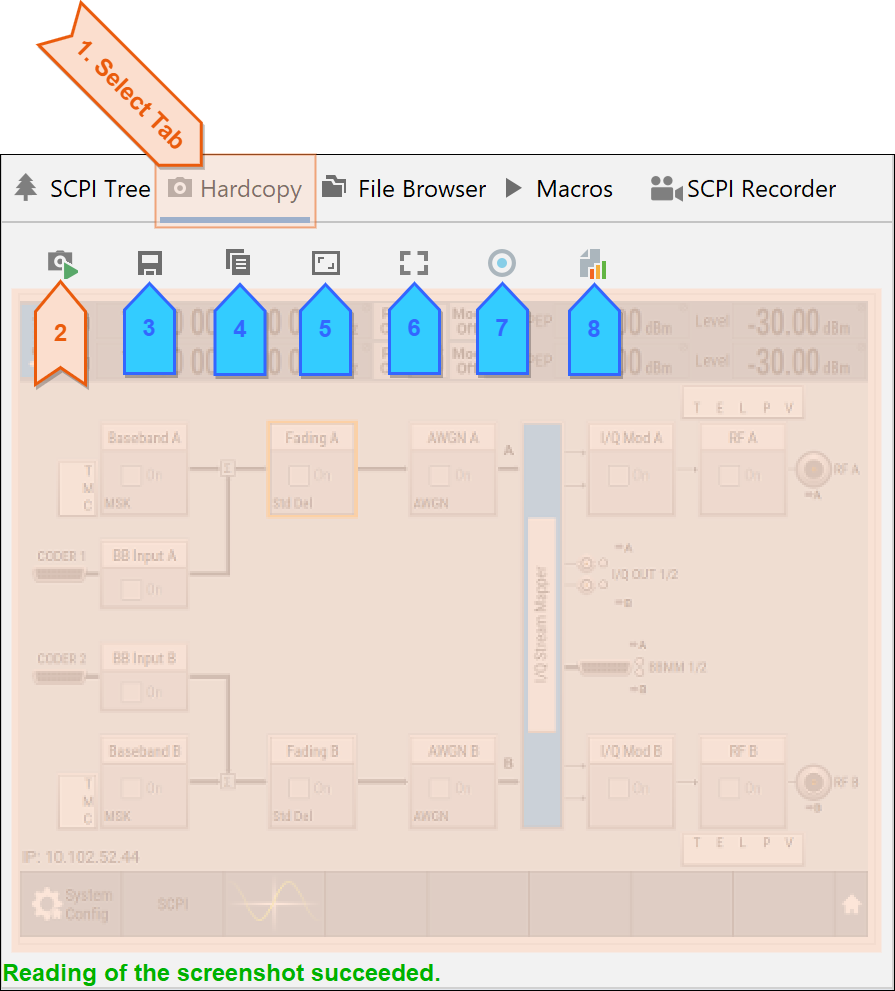 1. Select Tab
SCPI Tree Hardcopy File Browser Macros SCPI Recorder
2 3 4 5 6 7 8
PEP dBm Level -30.00 dBm
PEP dBm Level -30.00 dBm
T E L P V
Baseband A Fading A AWGN A A I/Q Mod A RF A
T On On On On On RF A
M
C MSK Std Del AWGN ∞A
CODER 1 BB Input A ∞A
On I/Q OUT 1/2
∞B
I/Q Stream Mapper
CODER 2 BB Input B ∞A
On BBMM 1/2
∞B
Baseband B Fading B AWGN B B I/Q Mod B RF B
T On On On On On RF B
M
C MSK Std Del AWGN ∞B
T E L P V
IP: 10.102.52.44
System
Config SCPI
Reading of the screenshot succeeded.